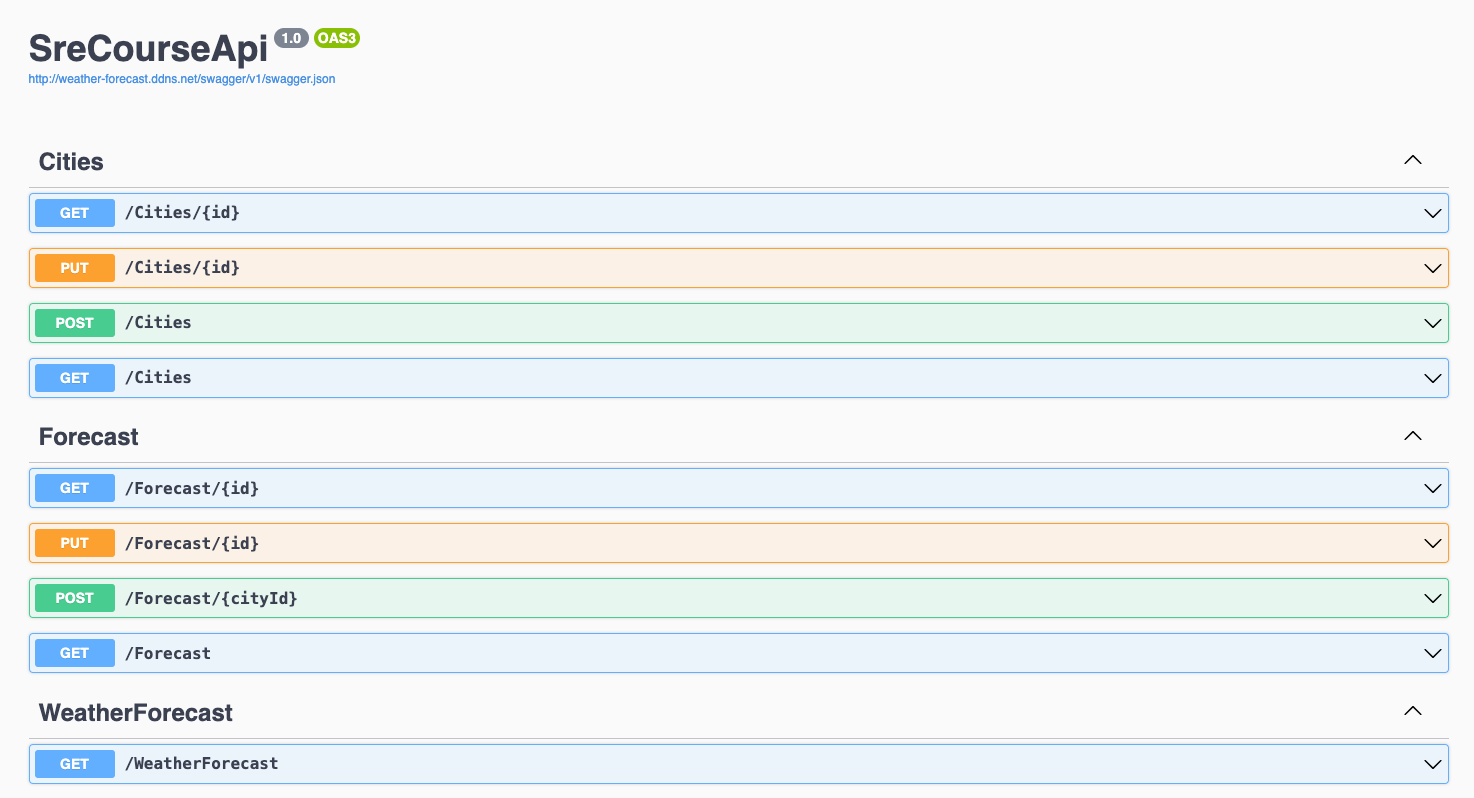 SreCourseApi 1.0 OAS3
http://weather-forecast.ddns.net/swagger/v1/swagger.json
Cities
GET /Cities/{id}
PUT /Cities/{id}
POST /Cities
GET /Cities
Forecast
GET /Forecast/{id}
PUT /Forecast/{id}
POST /Forecast/{cityId}
GET /Forecast
WeatherForecast
GET /WeatherForecast